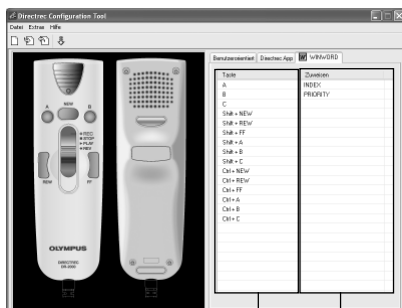 Directrec Configuration Tool
Datei Extras Hilfe
Benutzerorientiert Directrec App WINWORD
Taste Zuweisen
A INDEX
B PRIORITY
C
Shift + NEW
Shift + REW
Shift + FF
Shift + A
Shift + B
Shift + C
Ctrl + NEW
Ctrl + REW
Ctrl + FF
Ctrl + A
Ctrl + B
Ctrl + C
A NEW B
REC
STOP
PLAY
REV
REW FF
OLYMPUS
DIRECTREC